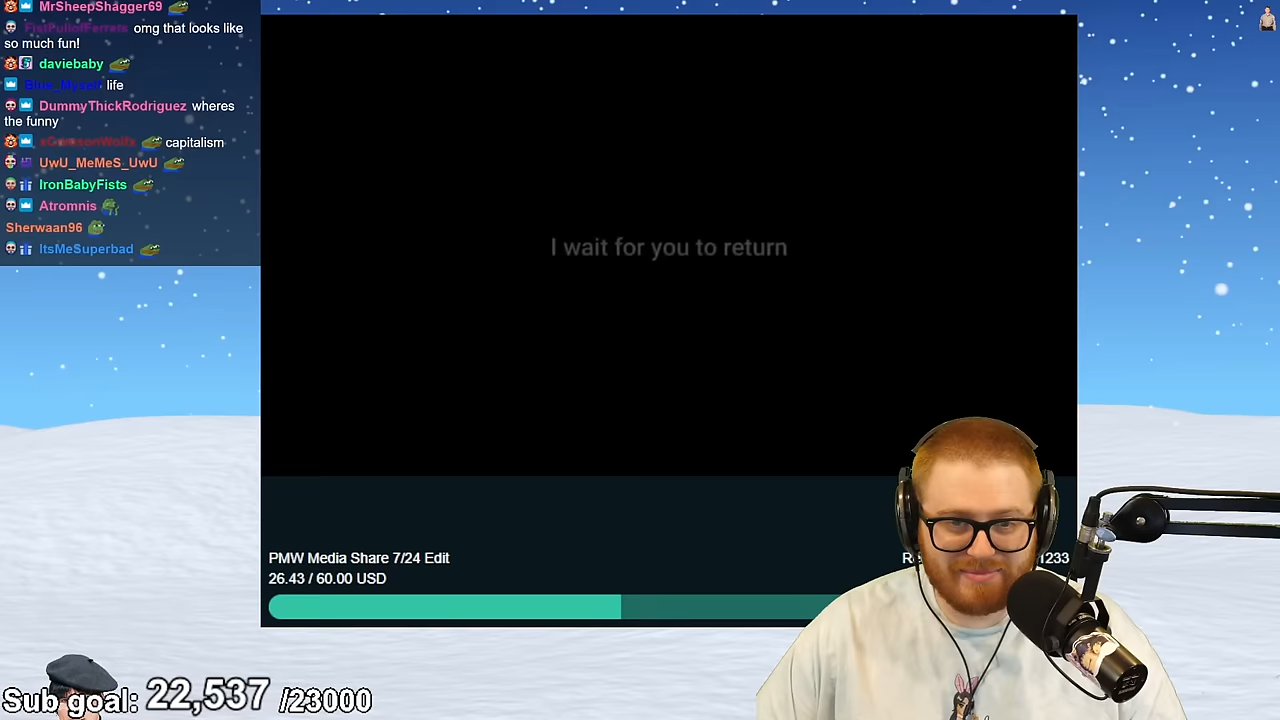 MrSheepShagger69
FistFullofFerrets omg that looks like
so much fun!
daviebaby
Blue_Myself life
DummyThickRodriguez wheres
the funny
capitalism
UwU_MeMeS_UwU
IronBabyFists
Atromnis
Sherwaan96
ItsMeSuperbad
I wait for you to return
PMW Media Share 7/24 Edit
1233
26.43 / 60.00 USD
Sub goal: 22,537 /23000